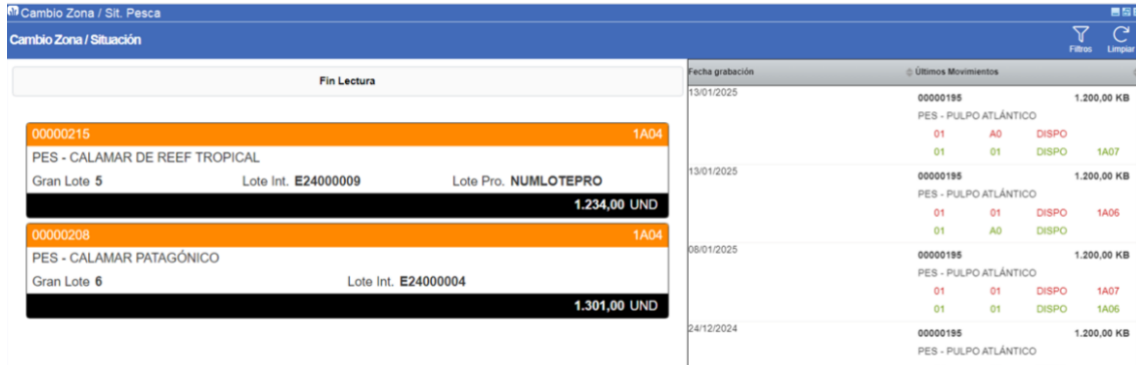 Cambio Zona / Sit. Pesca
Cambio Zona / Situación
Filtros Limpiar
Fin Lectura
00000215 1A04
PES - CALAMAR DE REEF TROPICAL
Gran Lote 5 Lote Int. E24000009 Lote Pro. NUMLOTEPRO
1.234,00 UND
00000208 1A04
PES - CALAMAR PATAGÓNICO
Gran Lote 6 Lote Int. E24000004
1.301,00 UND
Fecha grabación Últimos Movimientos
13/01/2025 00000195 1.200,00 KB
PES - PULPO ATLÁNTICO
01 A0 DISPO
01 01 DISPO 1A07
13/01/2025 00000195 1.200,00 KB
PES - PULPO ATLÁNTICO
01 01 DISPO 1A06
01 A0 DISPO
08/01/2025 00000195 1.200,00 KB
PES - PULPO ATLÁNTICO
01 01 DISPO 1A07
01 01 DISPO 1A06
24/12/2024 00000195 1.200,00 KB
PES - PULPO ATLÁNTICO